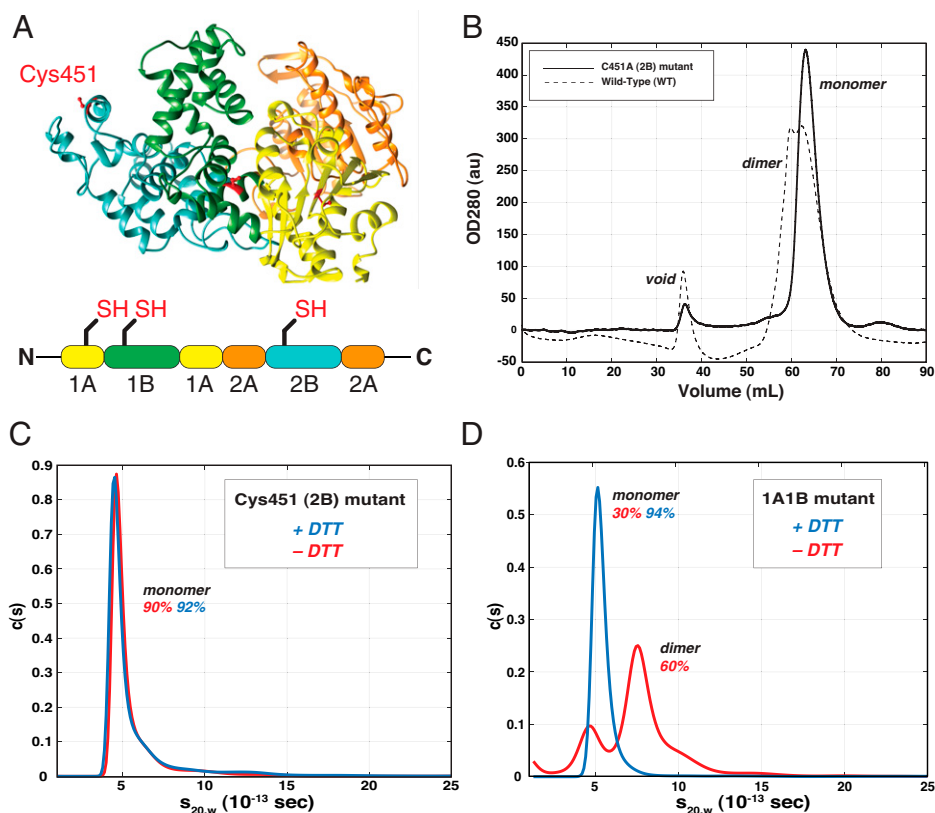 A
Cys451
SH SH SH
N C
1A 1B 1A 2A 2B 2A
B
C451A (2B) mutant
Wild-Type (WT)
monomer
dimer
void
OD280 (au)
450
400
350
300
250
200
150
100
50
0
-50
0 10 20 30 40 50 60 70 80 90
Volume (mL)
C
Cys451 (2B) mutant
+ DTT
– DTT
monomer
90% 92%
c(s)
0.9
0.8
0.7
0.6
0.5
0.4
0.3
0.2
0.1
0
5 10 15 20 25
s20,w (10-13 sec)
D
1A1B mutant
+ DTT
– DTT
monomer
30% 94%
dimer
60%
c(s)
0.6
0.5
0.4
0.3
0.2
0.1
0
5 10 15 20 25
s20,w (10-13 sec)